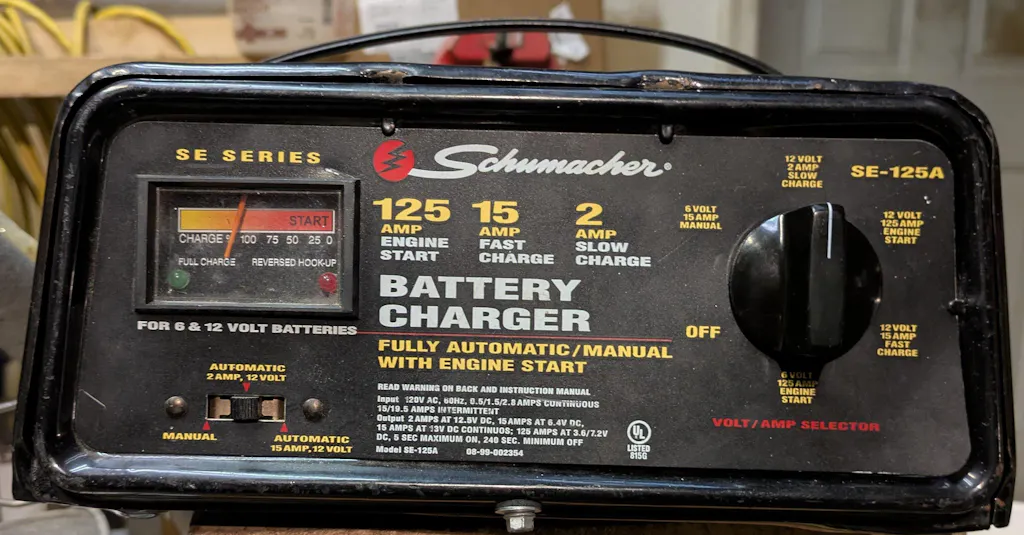 SE SERIES
START
CHARGE % 100 75 50 25 0
FULL CHARGE REVERSED HOOK-UP
FOR 6 & 12 VOLT BATTERIES
AUTOMATIC
2 AMP, 12 VOLT
MANUAL
AUTOMATIC
15 AMP, 12 VOLT
Schumacher®
125
AMP
ENGINE
START
15
AMP
FAST
CHARGE
2
AMP
SLOW
CHARGE
BATTERY
CHARGER
FULLY AUTOMATIC/MANUAL
WITH ENGINE START
READ WARNING ON BACK AND INSTRUCTION MANUAL
Input 120V AC, 60Hz, 0.5/1.5/2.8 AMPS CONTINUOUS
15/19.5 AMPS INTERMITTENT
Output 2 AMPS AT 12.5V DC, 15 AMPS AT 6.4V DC,
15 AMPS AT 13V DC CONTINUOS; 125 AMPS AT 3.6/7.2V
DC, 5 SEC MAXIMUM ON, 240 SEC. MINIMUM OFF
Model SE-125A 08-99-002354
UL
LISTED
815G
SE-125A
12 VOLT
2 AMP
SLOW
CHARGE
6 VOLT
15 AMP
MANUAL
12 VOLT
125 AMP
ENGINE
START
OFF
12 VOLT
15 AMP
FAST
CHARGE
6 VOLT
125 AMP
ENGINE
START
VOLT/AMP SELECTOR